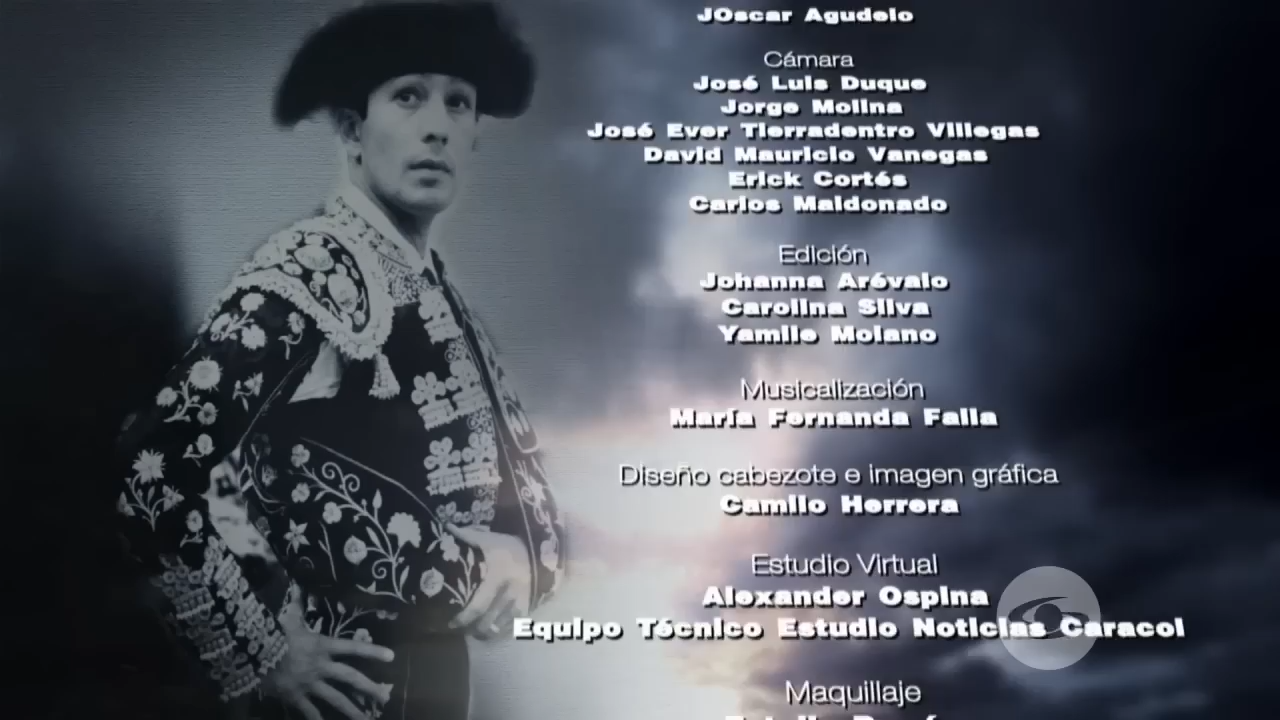 JOscar Agudelo
Cámara
José Luis Duque
Jorge Molina
José Ever Tierradentro Villegas
David Mauricio Vanegas
Erick Cortés
Carlos Maldonado
Edición
Johanna Arévalo
Carolina Silva
Yamile Molano
Musicalización
María Fernanda Falla
Diseño cabezote e imagen gráfica
Camilo Herrera
Estudio Virtual
Alexander Ospina
Equipo Técnico Estudio Noticias Caracol
Maquillaje